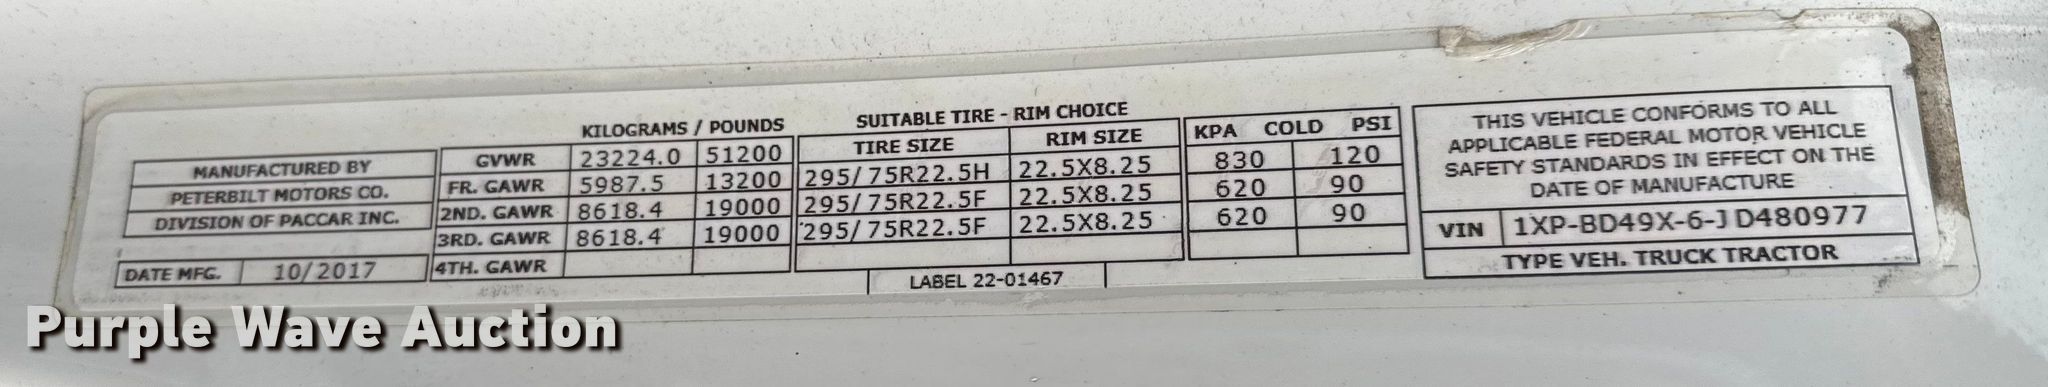 MANUFACTURED BY
PETERBILT MOTORS CO.
DIVISION OF PACCAR INC.
DATE MFG. 10/2017
KILOGRAMS / POUNDS
GVWR 23224.0 51200
FR. GAWR 5987.5 13200
2ND. GAWR 8618.4 19000
3RD. GAWR 8618.4 19000
4TH. GAWR
SUITABLE TIRE - RIM CHOICE
TIRE SIZE RIM SIZE
295/75R22.5H 22.5X8.25
295/75R22.5F 22.5X8.25
295/75R22.5F 22.5X8.25
KPA COLD PSI
830 120
620 90
620 90
LABEL 22-01467
THIS VEHICLE CONFORMS TO ALL
APPLICABLE FEDERAL MOTOR VEHICLE
SAFETY STANDARDS IN EFFECT ON THE
DATE OF MANUFACTURE
VIN 1XP-BD49X-6-JD480977
TYPE VEH. TRUCK TRACTOR
Purple Wave Auction